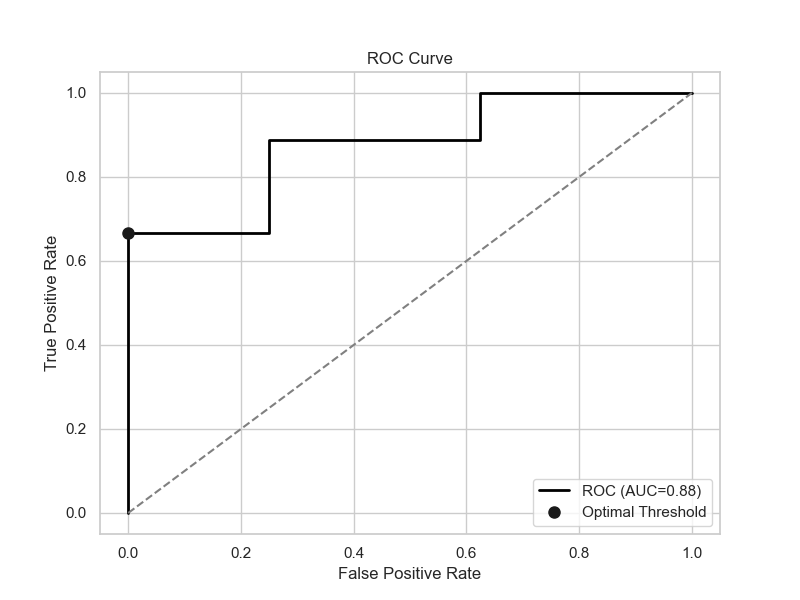 ROC Curve
True Positive Rate
1.0
0.8
0.6
0.4
0.2
0.0
0.0 0.2 0.4 0.6 0.8 1.0
False Positive Rate
ROC (AUC=0.88)
Optimal Threshold